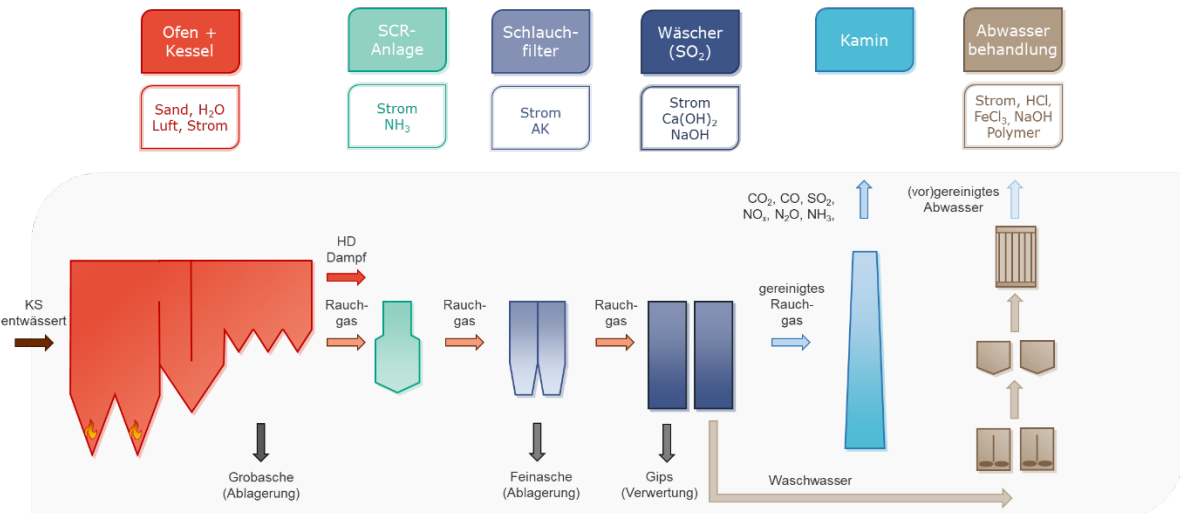 Ofen +
Kessel
SCR-
Anlage
Schlauch-
filter
Wäscher
(SO₂)
Kamin
Abwasser
behandlung
Sand, H₂O
Luft, Strom
Strom
NH₃
Strom
AK
Strom
Ca(OH)₂
NaOH
Strom, HCl,
FeCl₃, NaOH
Polymer
CO₂, CO, SO₂,
NOₓ, N₂O, NH₃,
(vor)gereinigtes
Abwasser
HD
Dampf
KS
entwässert
Rauch-
gas
Rauch-
gas
Rauch-
gas
gereinigtes
Rauch-
gas
Grobasche
(Ablagerung)
Feinasche
(Ablagerung)
Gips
(Verwertung)
Waschwasser